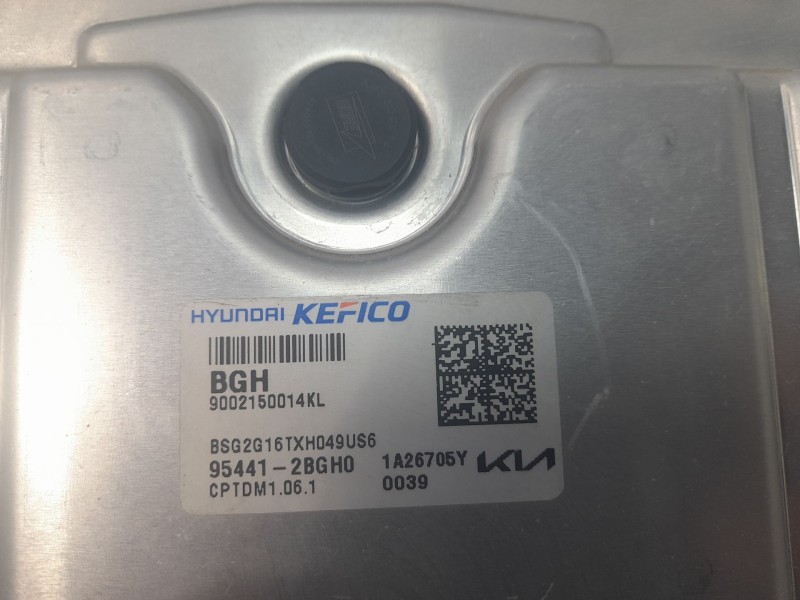 HYUNDAI KEFICO
BGH
9002150014KL
BSG2G16TXH049US6
95441-2BGH0 1A26705Y KIA
CPTDM1.06.1 0039